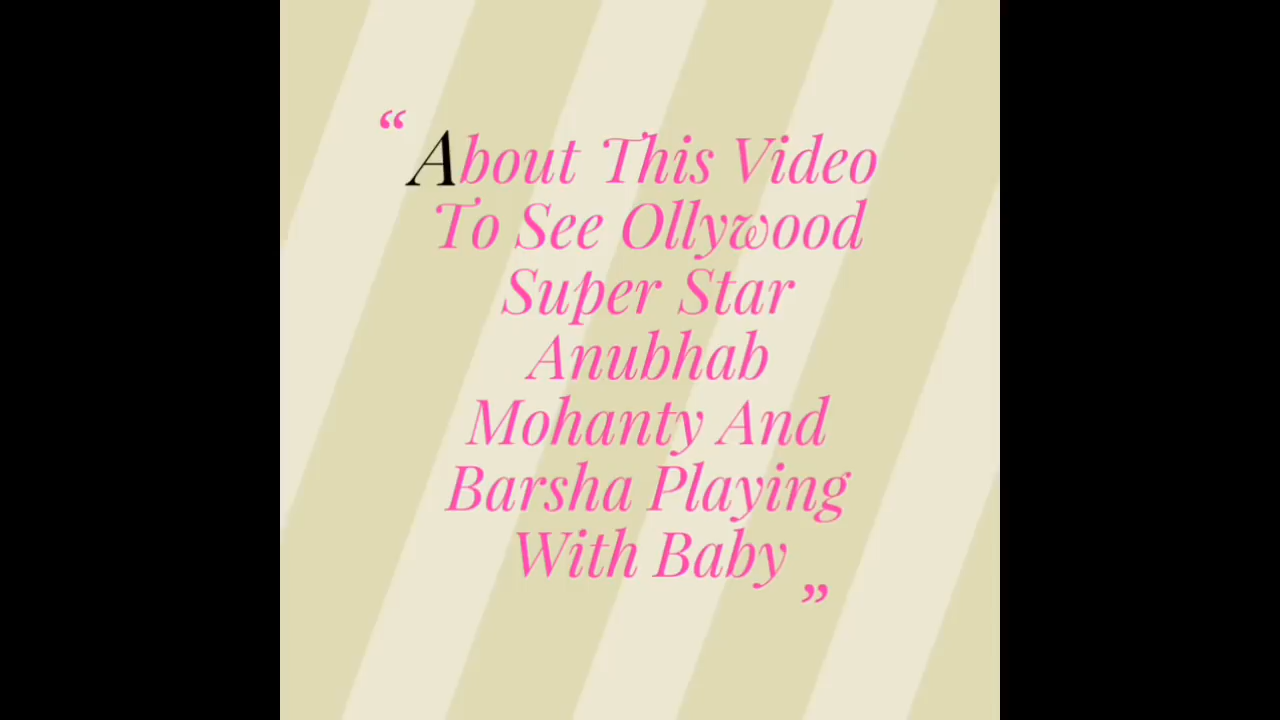 “About This Video
To See Ollywood
Super Star
Anubhab
Mohanty And
Barsha Playing
With Baby”